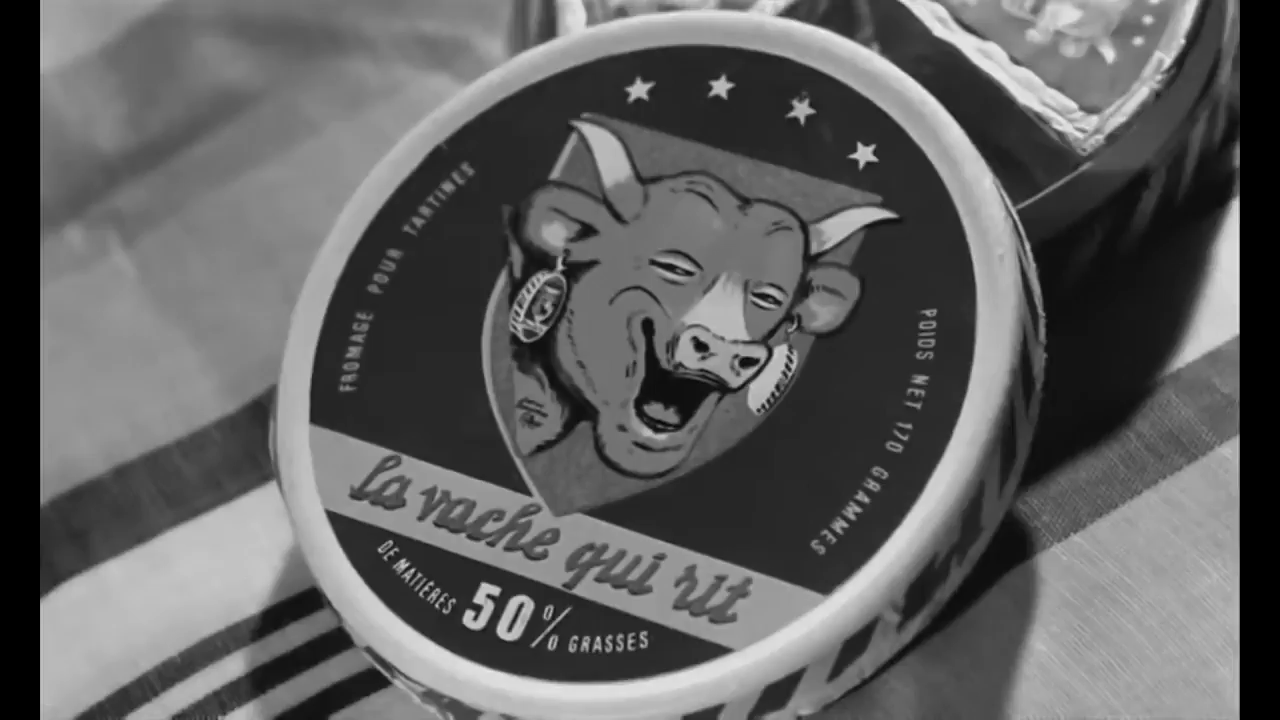 FROMAGE POUR TARTINES
POIDS NET 170 GRAMMES
la vache qui rit
DE MATIÈRES 50% GRASSES